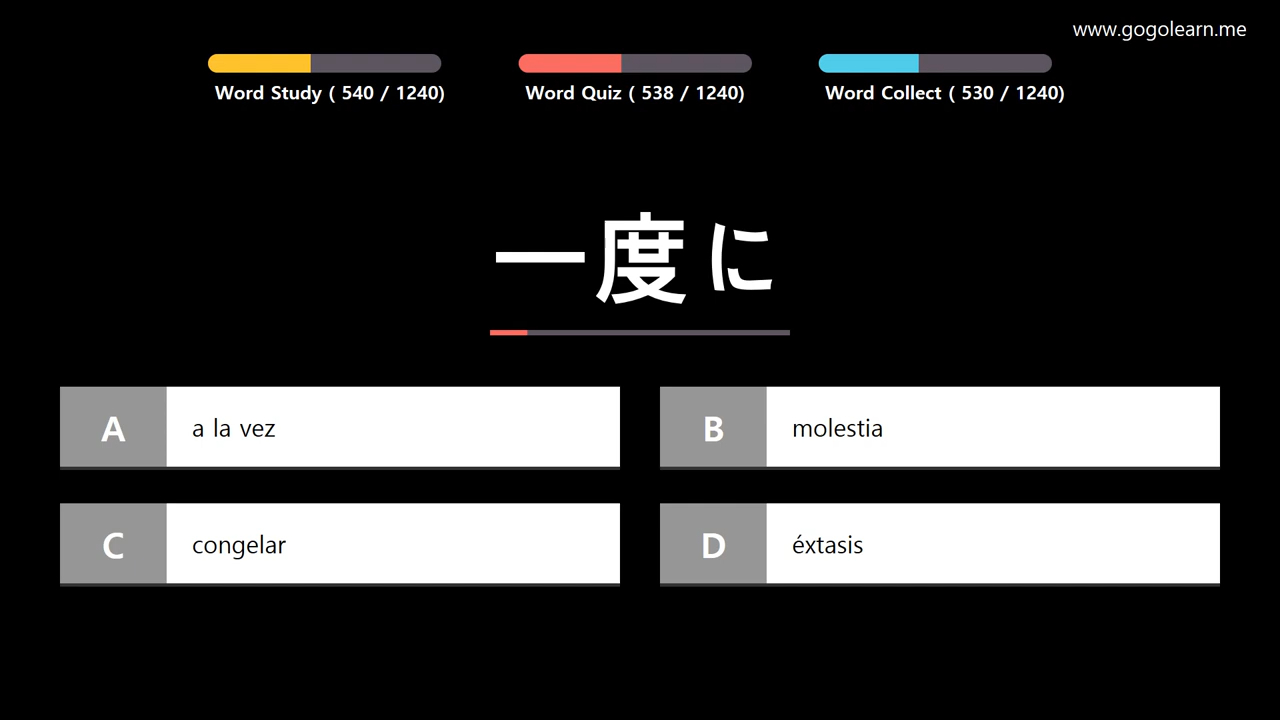 www.gogolearn.me
Word Study ( 540 / 1240)
Word Quiz ( 538 / 1240)
Word Collect ( 530 / 1240)
一度に
A
a la vez
B
molestia
C
congelar
D
éxtasis